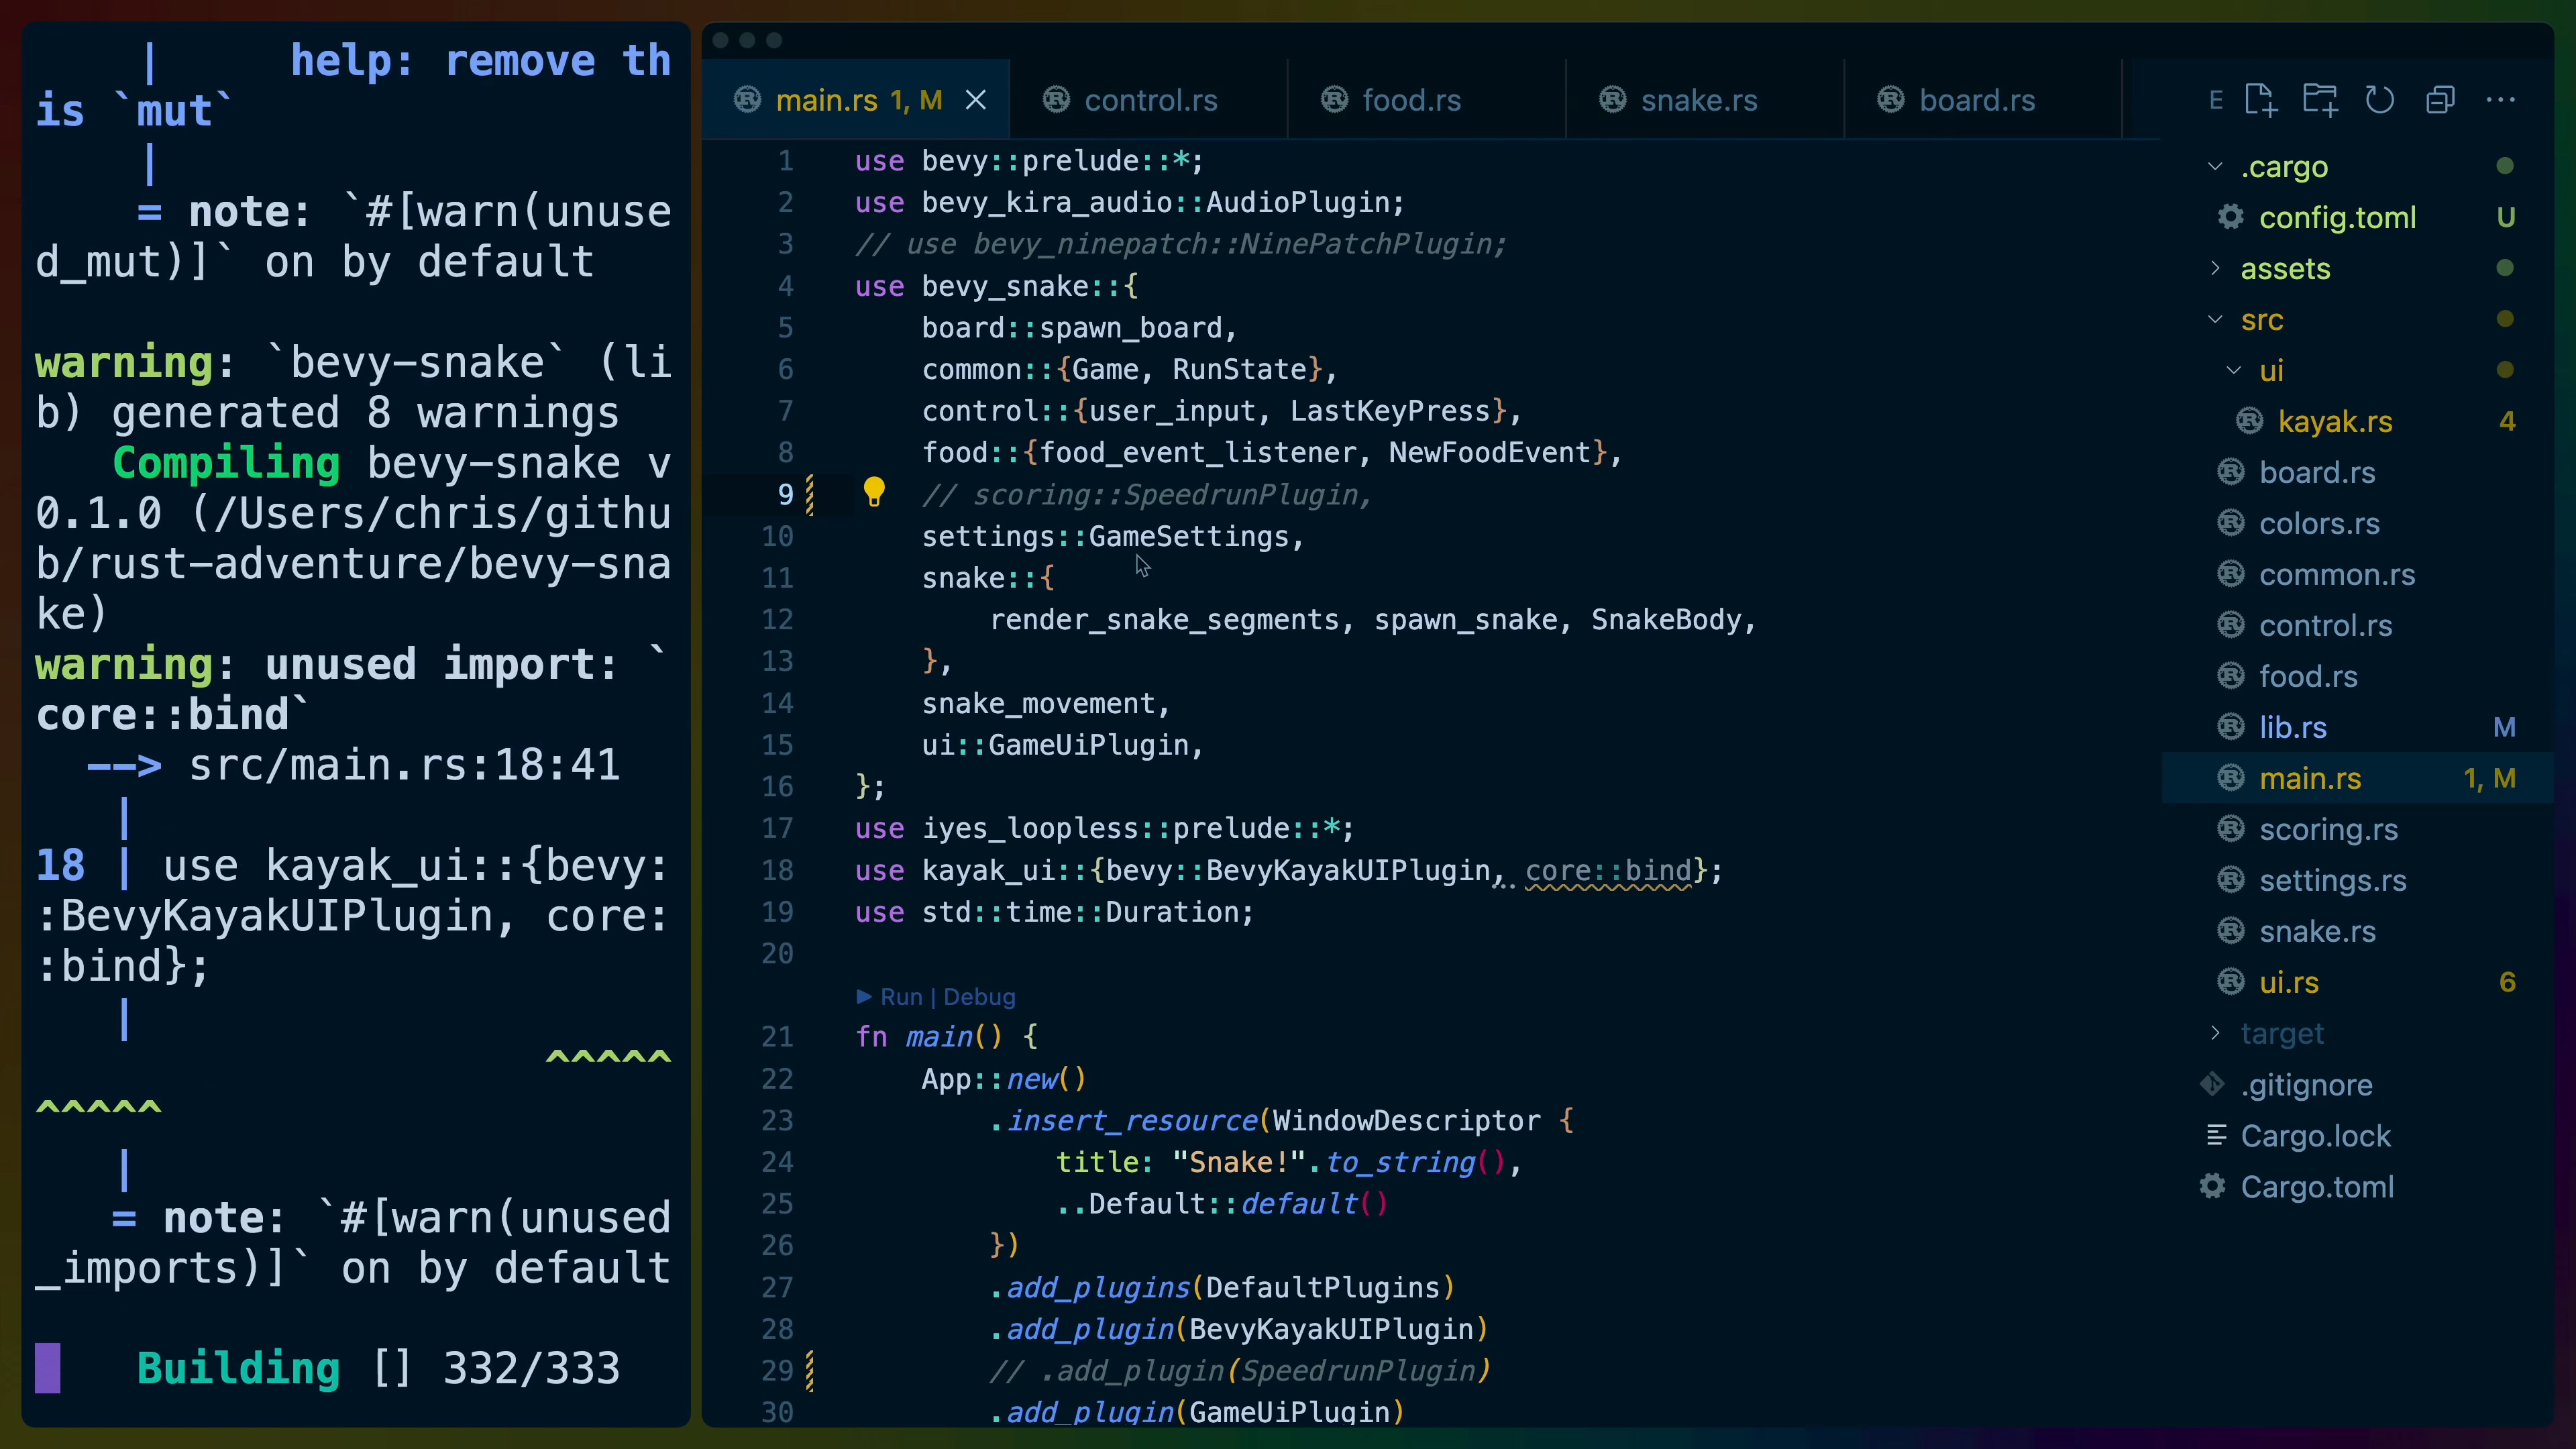 |     help: remove th
is `mut`
|
= note: `#[warn(unuse
d_mut)]` on by default
warning: `bevy-snake` (li
b) generated 8 warnings
Compiling bevy-snake v
0.1.0 (/Users/chris/githu
b/rust-adventure/bevy-sna
ke)
warning: unused import: `
core::bind`
--> src/main.rs:18:41
|
18 | use kayak_ui::{bevy:
:BevyKayakUIPlugin, core:
:bind};
|
^^^^^
^^^^^
|
= note: `#[warn(unused
_imports)]` on by default
Building [] 332/333
main.rs 1, M
control.rs
food.rs
snake.rs
board.rs
1 use bevy::prelude::*;
2 use bevy_kira_audio::AudioPlugin;
3 // use bevy_ninepatch::NinePatchPlugin;
4 use bevy_snake::{
5     board::spawn_board,
6     common::{Game, RunState},
7     control::{user_input, LastKeyPress},
8     food::{food_event_listener, NewFoodEvent},
9     // scoring::SpeedrunPlugin,
10     settings::GameSettings,
11     snake::{
12         render_snake_segments, spawn_snake, SnakeBody,
13     },
14     snake_movement,
15     ui::GameUiPlugin,
16 };
17 use iyes_loopless::prelude::*;
18 use kayak_ui::{bevy::BevyKayakUIPlugin, core::bind};
19 use std::time::Duration;
20
Run | Debug
21 fn main() {
22     App::new()
23         .insert_resource(WindowDescriptor {
24             title: "Snake!".to_string(),
25             ..Default::default()
26         })
27         .add_plugins(DefaultPlugins)
28         .add_plugin(BevyKayakUIPlugin)
29         // .add_plugin(SpeedrunPlugin)
30         .add_plugin(GameUiPlugin)
E
.cargo
config.toml U
assets
src
ui
kayak.rs 4
board.rs
colors.rs
common.rs
control.rs
food.rs
lib.rs M
main.rs 1, M
scoring.rs
settings.rs
snake.rs
ui.rs 6
target
.gitignore
Cargo.lock
Cargo.toml